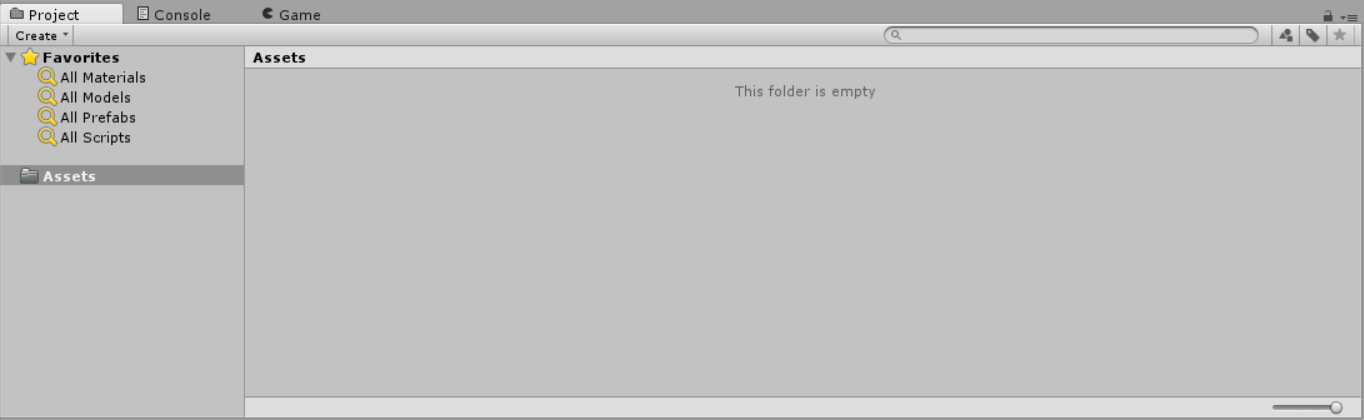 Project
Console
Game
Create
Favorites
All Materials
All Models
All Prefabs
All Scripts
Assets
Assets
This folder is empty